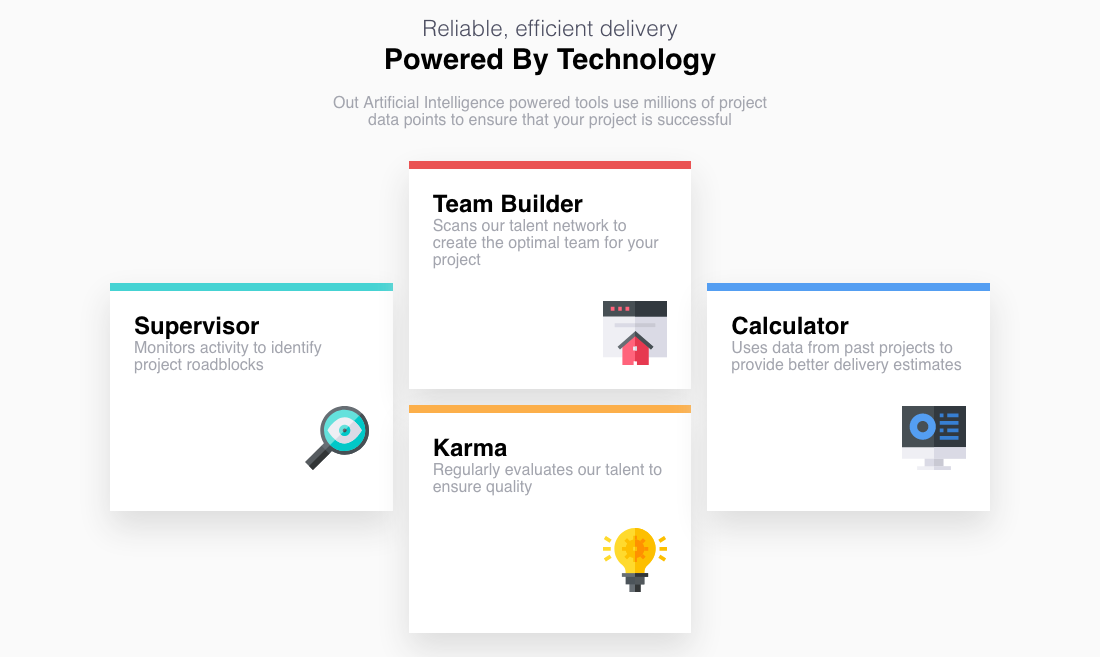 Reliable, efficient delivery
Powered By Technology
Out Artificial Intelligence powered tools use millions of project
data points to ensure that your project is successful
Team Builder
Scans our talent network to
create the optimal team for your
project
Supervisor
Monitors activity to identify
project roadblocks
Calculator
Uses data from past projects to
provide better delivery estimates
Karma
Regularly evaluates our talent to
ensure quality